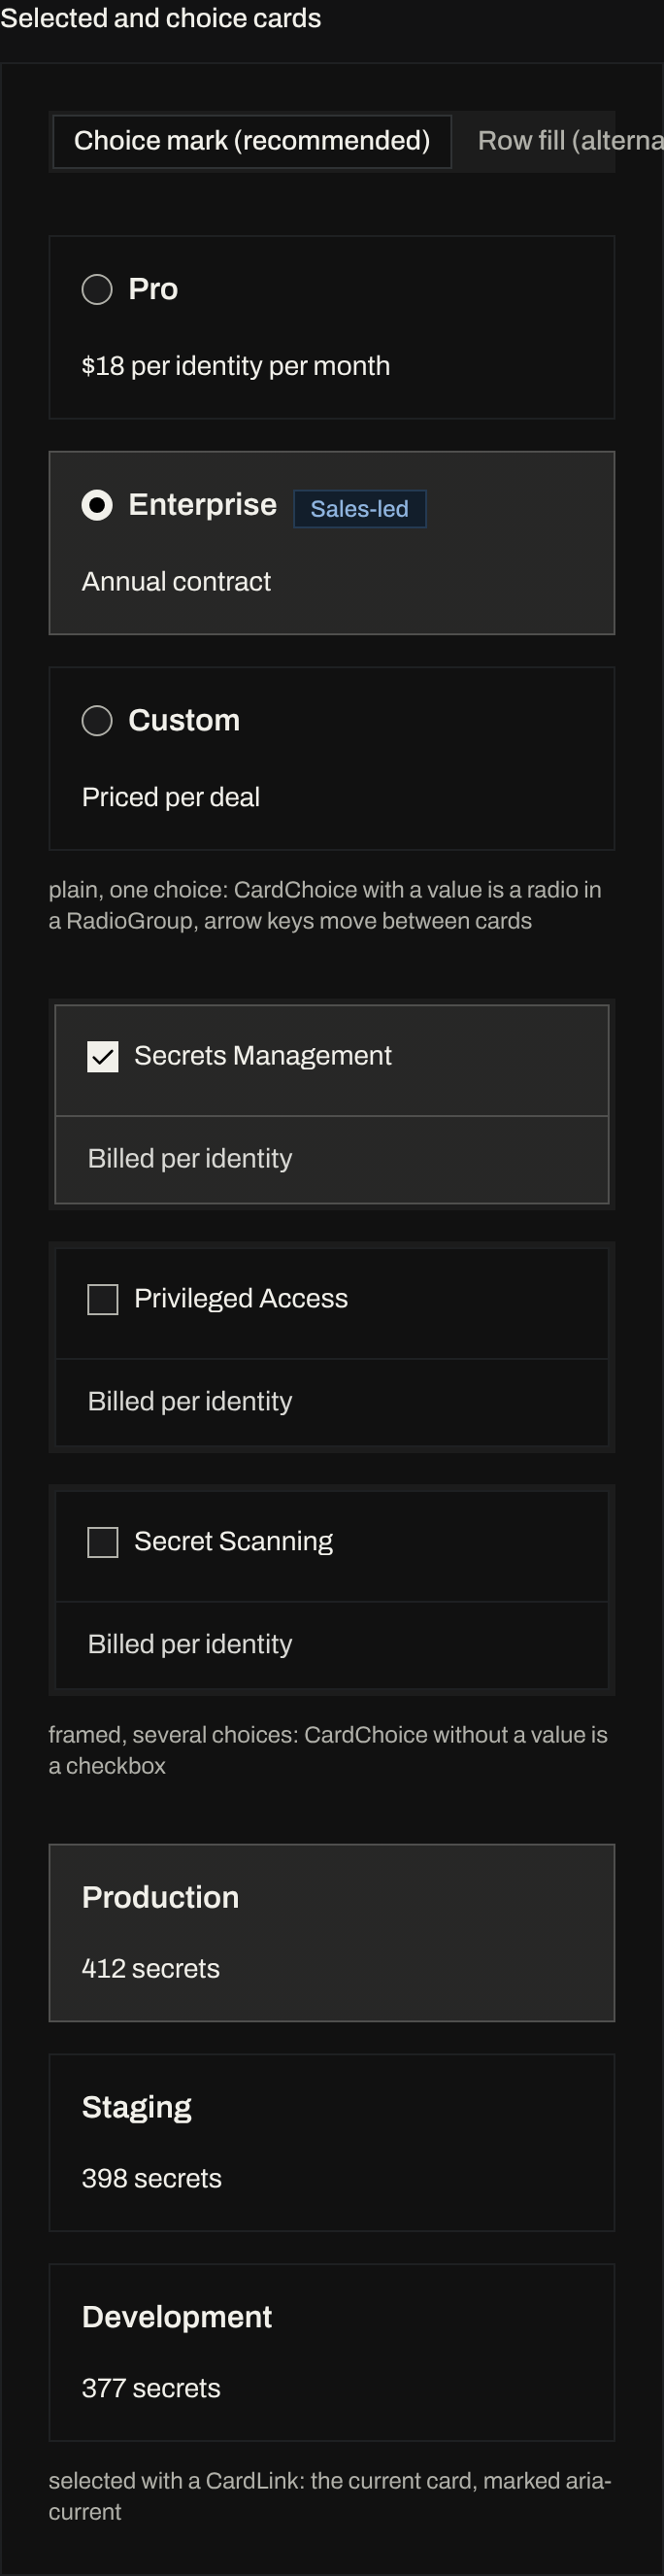 Selected and choice cards
Choice mark (recommended)
Row fill (alterna
Pro
$18 per identity per month
Enterprise
Sales-led
Annual contract
Custom
Priced per deal
plain, one choice: CardChoice with a value is a radio in
a RadioGroup, arrow keys move between cards
Secrets Management
Billed per identity
Privileged Access
Billed per identity
Secret Scanning
Billed per identity
framed, several choices: CardChoice without a value is
a checkbox
Production
412 secrets
Staging
398 secrets
Development
377 secrets
selected with a CardLink: the current card, marked aria-
current